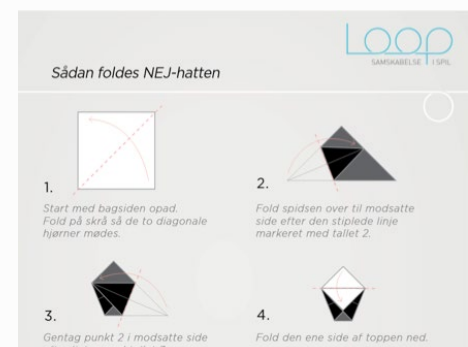 Loop
SAMSKABELSE I SPIL
Sådan foldes NEJ-hatten
1.
Start med bagsiden opad.
Fold på skrå så de to diagonale
hjørner mødes.
2.
Fold spidsen over til modsatte
side efter den stiplede linje
markeret med tallet 2.
3.
Gentag punkt 2 i modsatte side
4.
Fold den ene side af toppen ned.